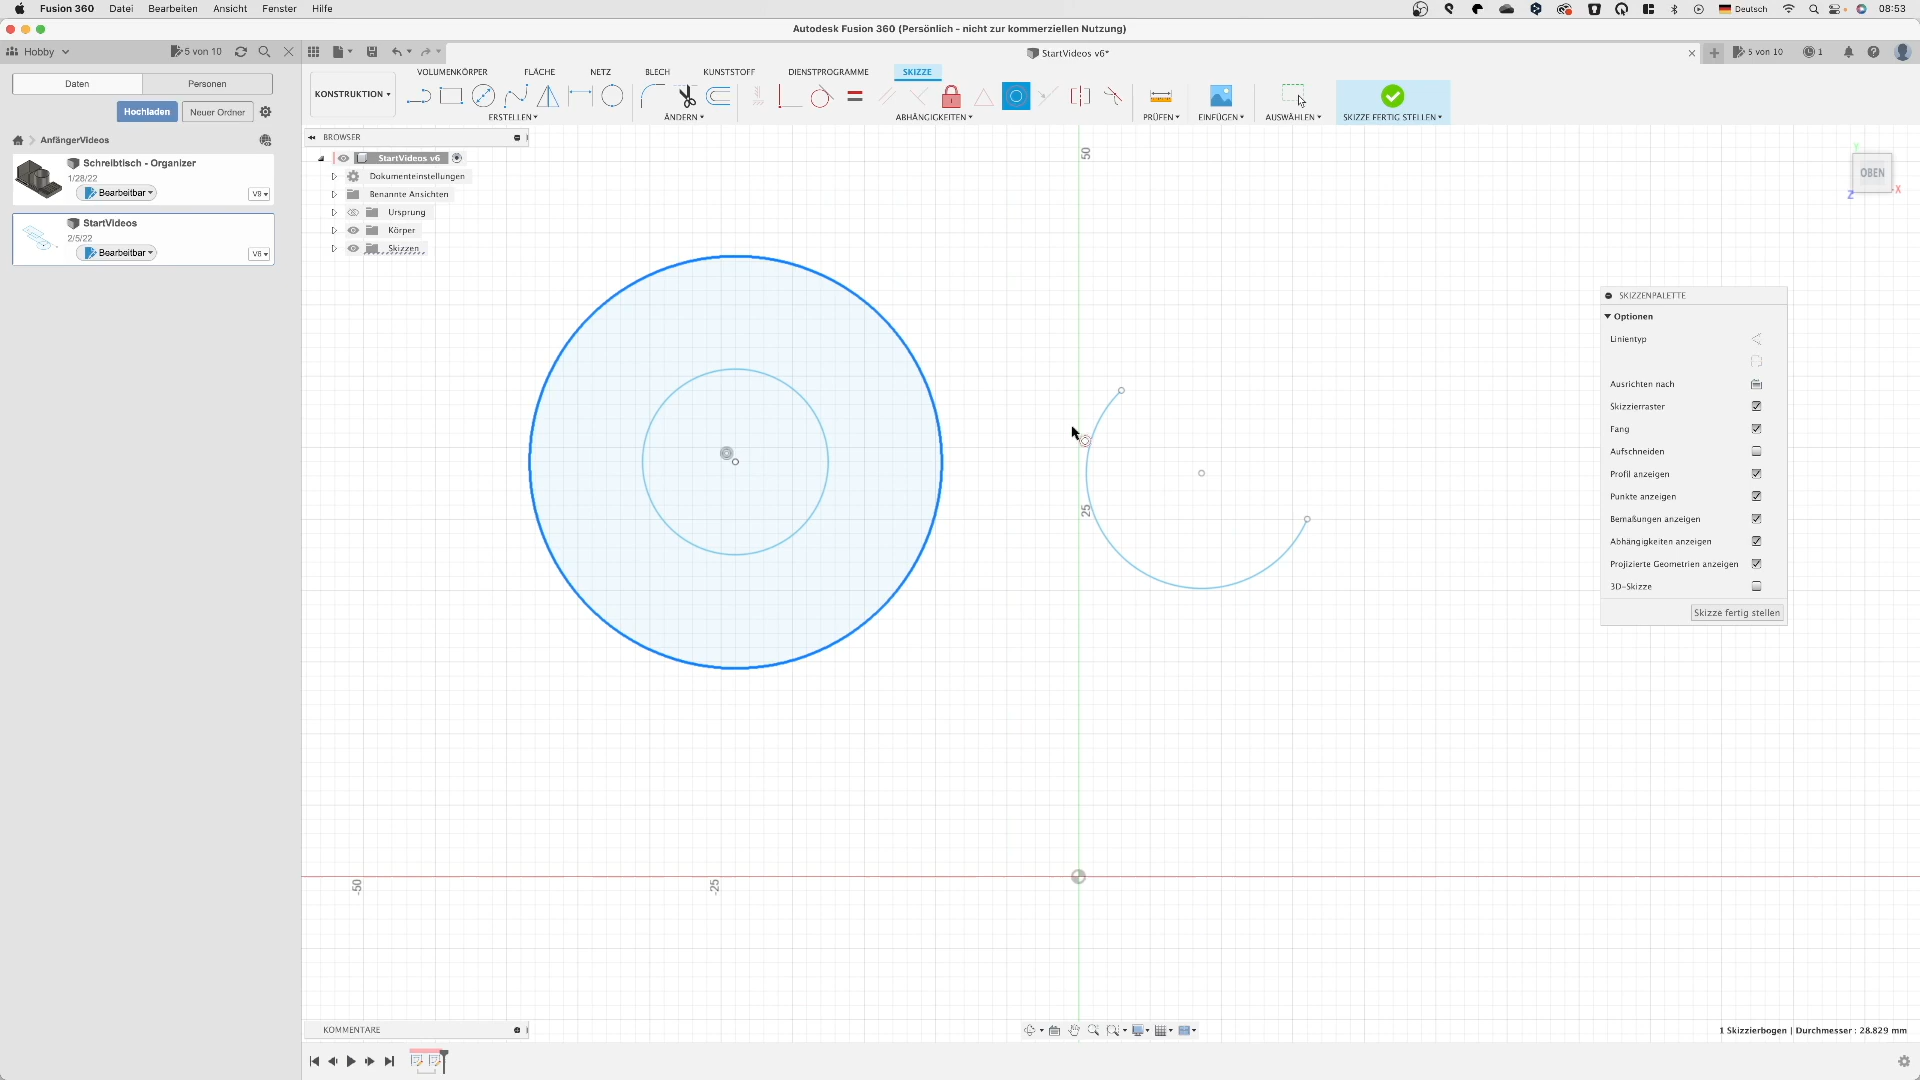 Fusion 360 Datei Bearbeiten Ansicht Fenster Hilfe Deutsch 08:53
Autodesk Fusion 360 (Persönlich – nicht zur kommerziellen Nutzung)
Hobby 5 von 10 StartVideos v6* 5 von 10 1
Daten Personen
Hochladen Neuer Ordner
AnfängerVideos
Schreibtisch - Organizer
1/28/22
Bearbeitbar V9
StartVideos
2/5/22
Bearbeitbar V6
VOLUMENKÖRPER FLÄCHE NETZ BLECH KUNSTSTOFF DIENSTPROGRAMME SKIZZE
KONSTRUKTION
ERSTELLEN ÄNDERN ABHÄNGIGKEITEN PRÜFEN EINFÜGEN AUSWÄHLEN SKIZZE FERTIG STELLEN
BROWSER
StartVideos v6
Dokumenteinstellungen
Benannte Ansichten
Ursprung
Körper
Skizzen
50
25
-50
-25
OBEN
Y
X
Z
SKIZZENPALETTE
Optionen
Linientyp
Ausrichten nach
Skizzierraster
Fang
Aufschneiden
Profil anzeigen
Punkte anzeigen
Bemaßungen anzeigen
Abhängigkeiten anzeigen
Projizierte Geometrien anzeigen
3D-Skizze
Skizze fertig stellen
KOMMENTARE
1 Skizzierbogen | Durchmesser : 28.829 mm